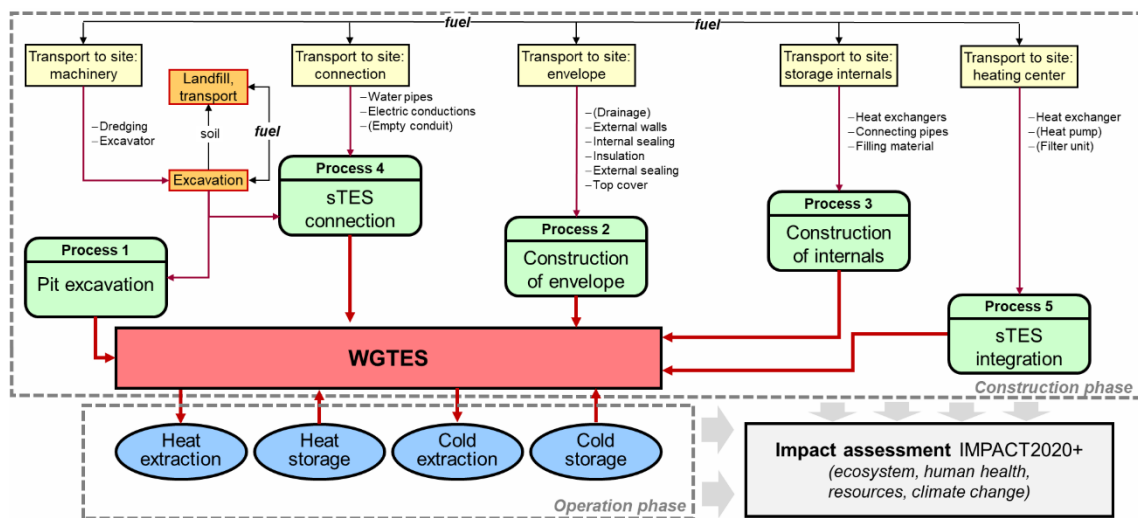 fuel
fuel
Transport to site:
machinery
Landfill,
transport
Transport to site:
connection
Transport to site:
envelope
Transport to site:
storage internals
Transport to site:
heating center
–Dredging
–Excavator
soil
fuel
–Water pipes
–Electric conductions
–(Empty conduit)
–(Drainage)
–External walls
–Internal sealing
–Insulation
–External sealing
–Top cover
–Heat exchangers
–Connecting pipes
–Filling material
–Heat exchanger
–(Heat pump)
–(Filter unit)
Excavation
Process 4
sTES
connection
Process 1
Pit excavation
Process 2
Construction
of envelope
Process 3
Construction
of internals
Process 5
sTES
integration
WGTES
Construction phase
Heat
extraction
Heat
storage
Cold
extraction
Cold
storage
Operation phase
Impact assessment IMPACT2020+
(ecosystem, human health,
resources, climate change)